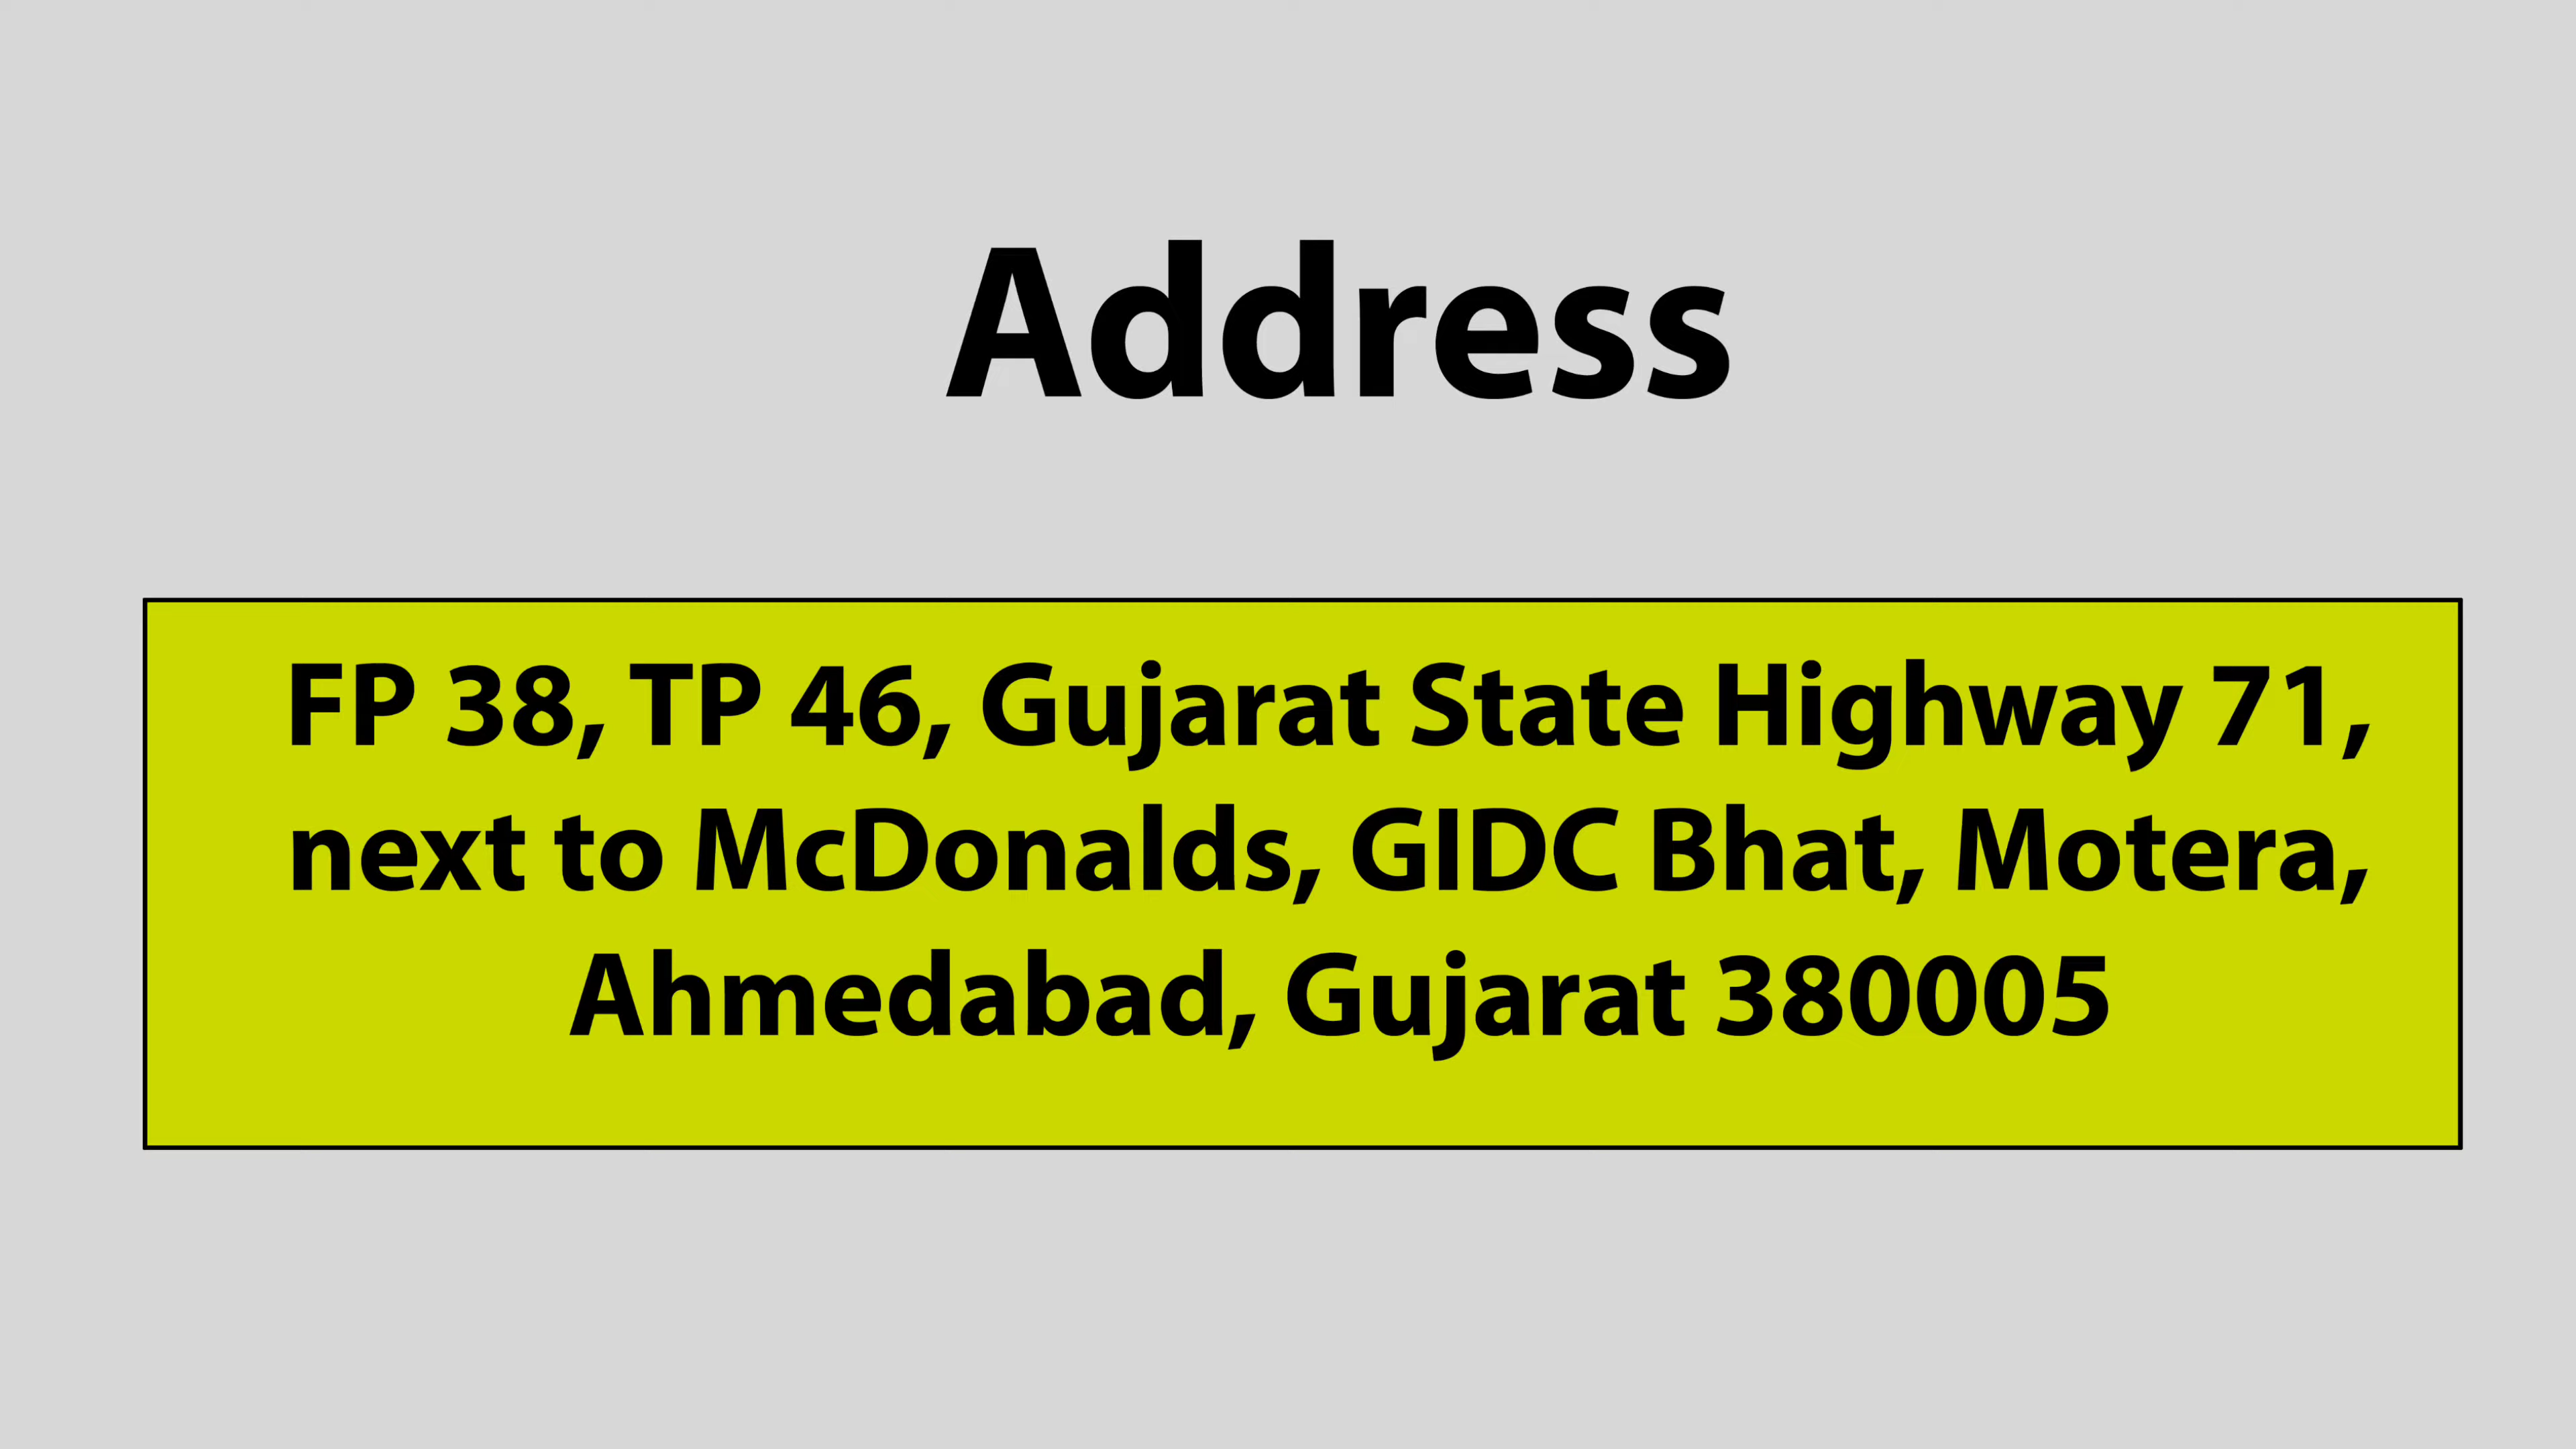 Address
FP 38, TP 46, Gujarat State Highway 71,
next to McDonalds, GIDC Bhat, Motera,
Ahmedabad, Gujarat 380005